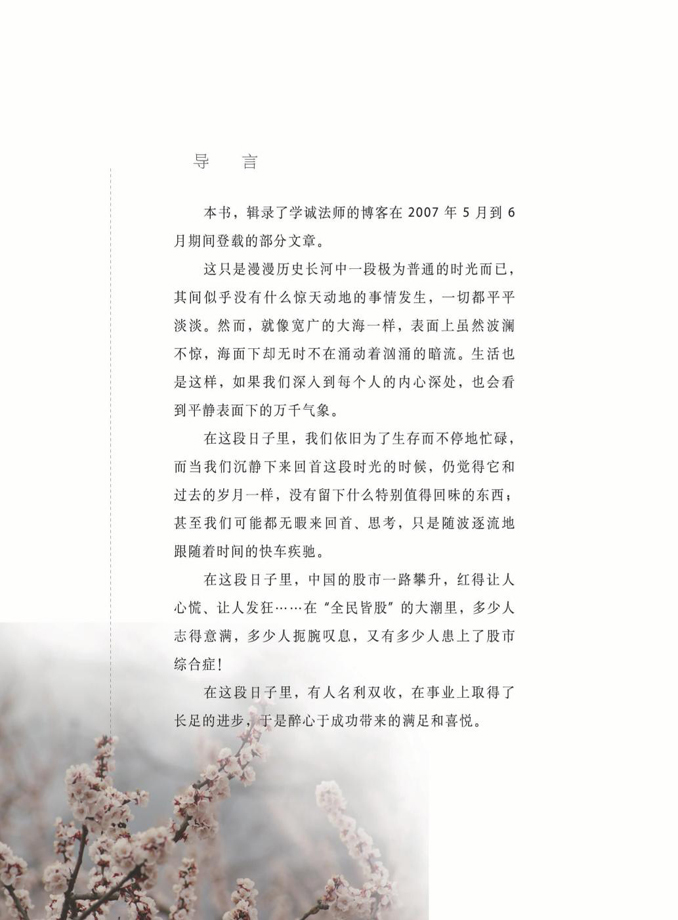 导 言
本书，辑录了学诚法师的博客在 2007 年 5 月到 6
月期间登载的部分文章。
这只是漫漫历史长河中一段极为普通的时光而已，
其间似乎没有什么惊天动地的事情发生，一切都平平
淡淡。然而，就像宽广的大海一样，表面上虽然波澜
不惊，海面下却无时不在涌动着汹涌的暗流。生活也
是这样，如果我们深入到每个人的内心深处，也会看
到平静表面下的万千气象。
在这段日子里，我们依旧为了生存而不停地忙碌，
而当我们沉静下来回首这段时光的时候，仍觉得它和
过去的岁月一样，没有留下什么特别值得回味的东西；
甚至我们可能都无暇来回首、思考，只是随波逐流地
跟随着时间的快车疾驰。
在这段日子里，中国的股市一路攀升，红得让人
心慌、让人发狂……在“全民皆股”的大潮里，多少人
志得意满，多少人扼腕叹息，又有多少人患上了股市
综合症！
在这段日子里，有人名利双收，在事业上取得了
长足的进步，于是醉心于成功带来的满足和喜悦。